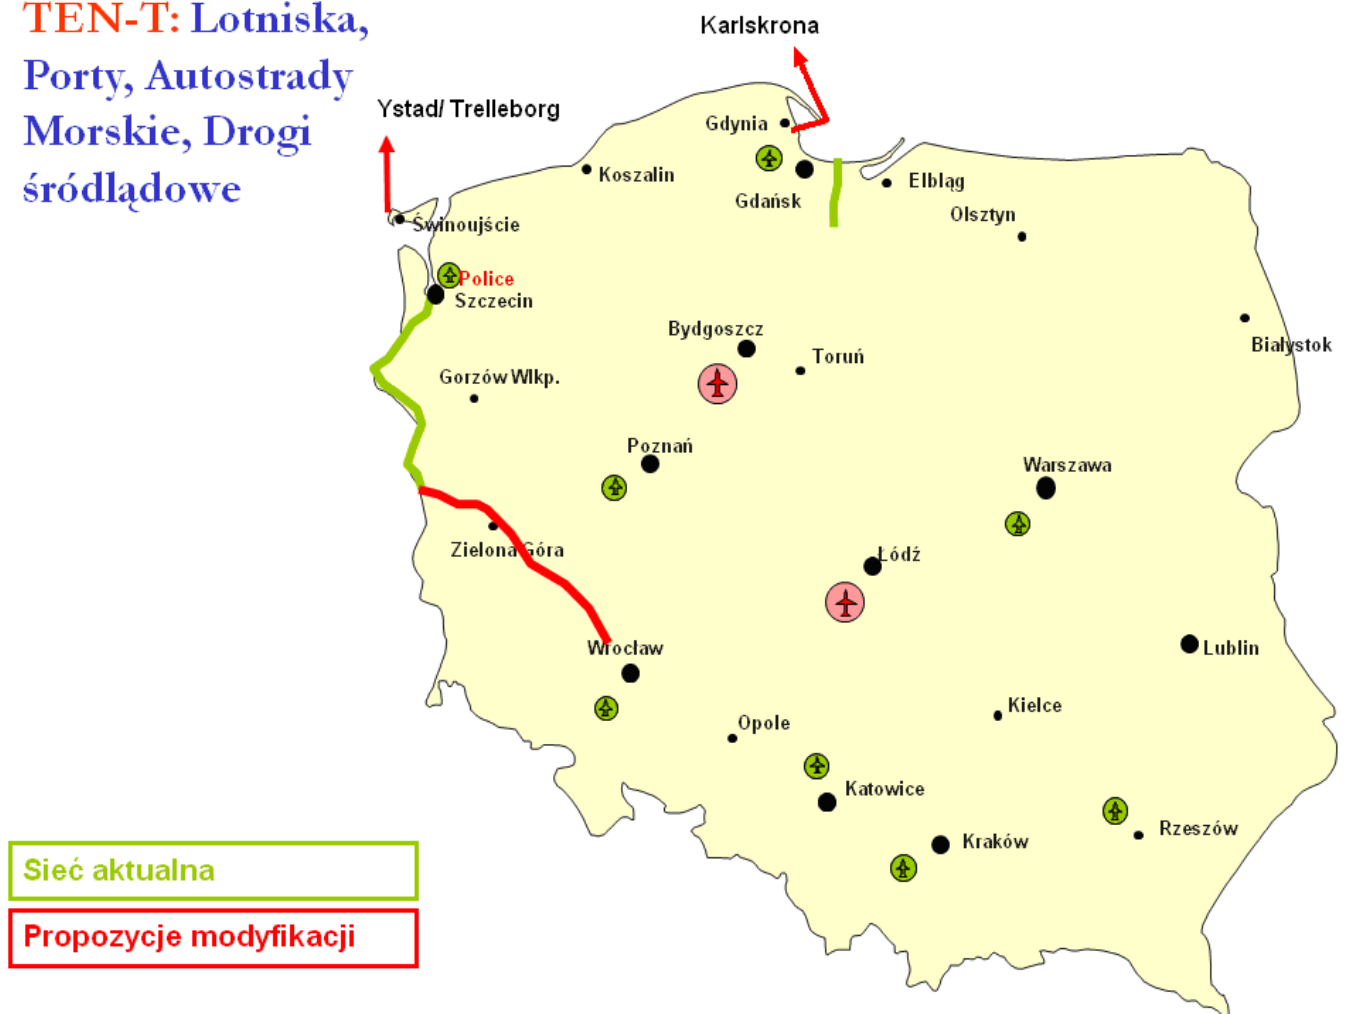 TEN-T: Lotniska,
Porty, Autostrady
Morskie, Drogi
śródlądowe
Karlskrona
Ystad/ Trelleborg
Gdynia
Koszalin
Elbląg
Gdańsk
Olsztyn
Świnoujście
Police
Szczecin
Bydgoszcz
Białystok
Toruń
Gorzów Wlkp.
Poznań
Warszawa
Zielona Góra
Łódź
Wrocław
Lublin
Kielce
Opole
Katowice
Rzeszów
Kraków
Sieć aktualna
Propozycje modyfikacji